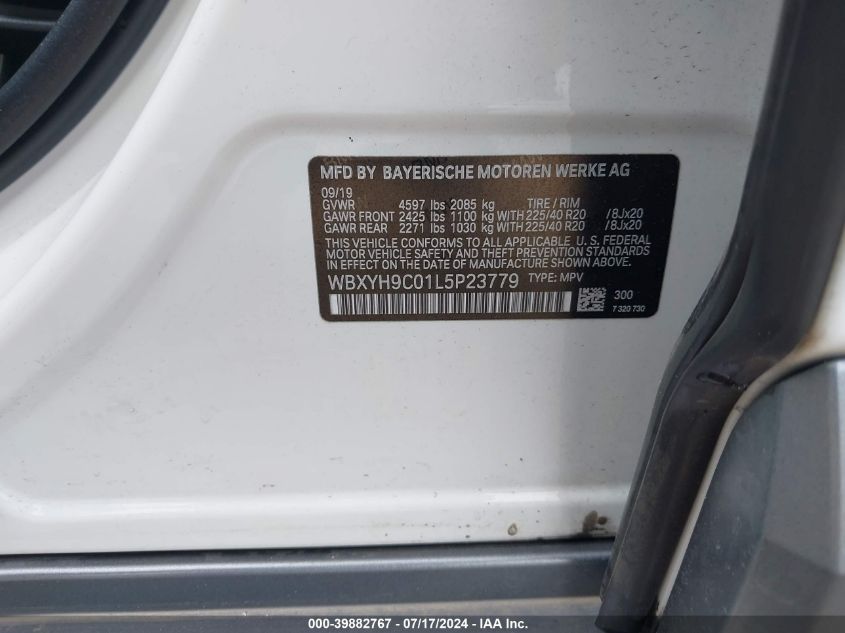 MFD BY BAYERISCHE MOTOREN WERKE AG
09/19
GVWR 4597 lbs 2085 kg TIRE / RIM
GAWR FRONT 2425 lbs 1100 kg WITH 225/40 R20 /8Jx20
GAWR REAR 2271 lbs 1030 kg WITH 225/40 R20 /8Jx20
THIS VEHICLE CONFORMS TO ALL APPLICABLE U.S. FEDERAL
MOTOR VEHICLE SAFETY AND THEFT PREVENTION STANDARDS
IN EFFECT ON THE DATE OF MANUFACTURE SHOWN ABOVE.
WBXYH9C01L5P23779 TYPE: MPV
300
7 320 730
000-39882767 - 07/17/2024 - IAAI Inc.